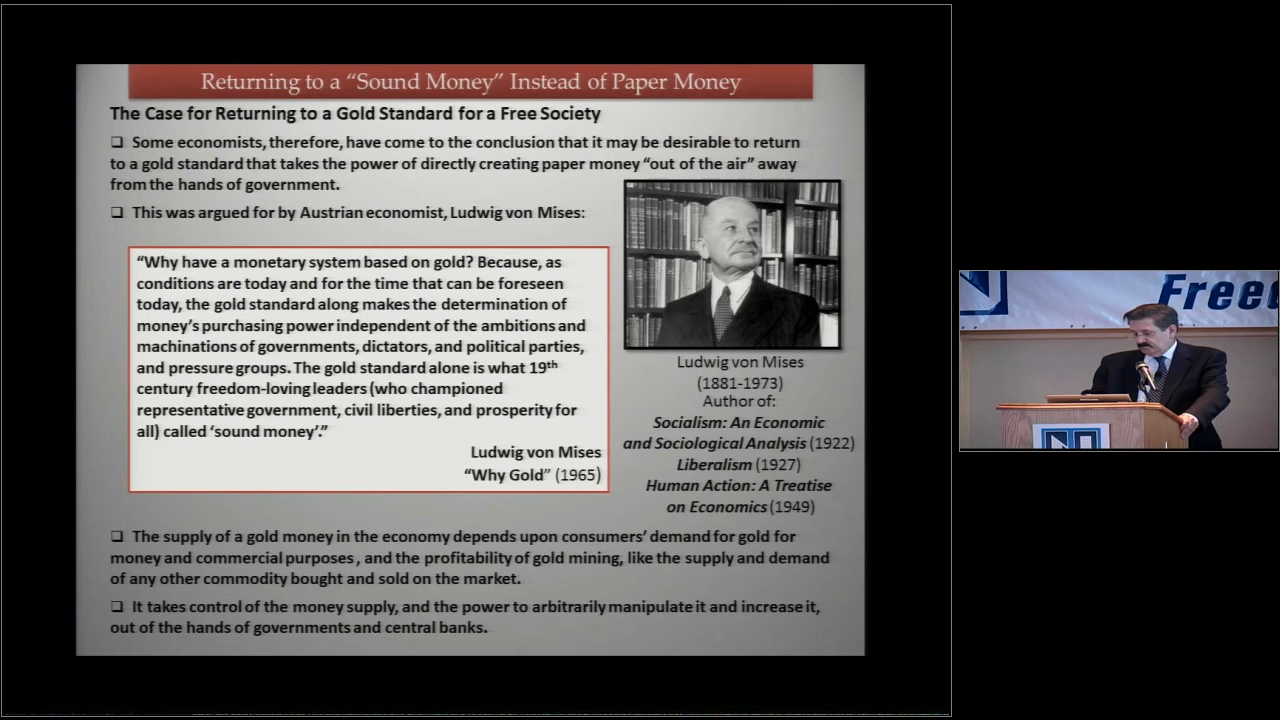 Returning to a “Sound Money” Instead of Paper Money
The Case for Returning to a Gold Standard for a Free Society
❑ Some economists, therefore, have come to the conclusion that it may be desirable to return
to a gold standard that takes the power of directly creating paper money “out of the air” away
from the hands of government.
❑ This was argued for by Austrian economist, Ludwig von Mises:
“Why have a monetary system based on gold? Because, as
conditions are today and for the time that can be foreseen
today, the gold standard along makes the determination of
money’s purchasing power independent of the ambitions and
machinations of governments, dictators, and political parties,
and pressure groups. The gold standard alone is what 19th
century freedom-loving leaders (who championed
representative government, civil liberties, and prosperity for
all) called ‘sound money’.”
Ludwig von Mises
“Why Gold” (1965)
Ludwig von Mises
(1881-1973)
Author of:
Socialism: An Economic
and Sociological Analysis (1922)
Liberalism (1927)
Human Action: A Treatise
on Economics (1949)
❑ The supply of a gold money in the economy depends upon consumers’ demand for gold for
money and commercial purposes , and the profitability of gold mining, like the supply and demand
of any other commodity bought and sold on the market.
❑ It takes control of the money supply, and the power to arbitrarily manipulate it and increase it,
out of the hands of governments and central banks.